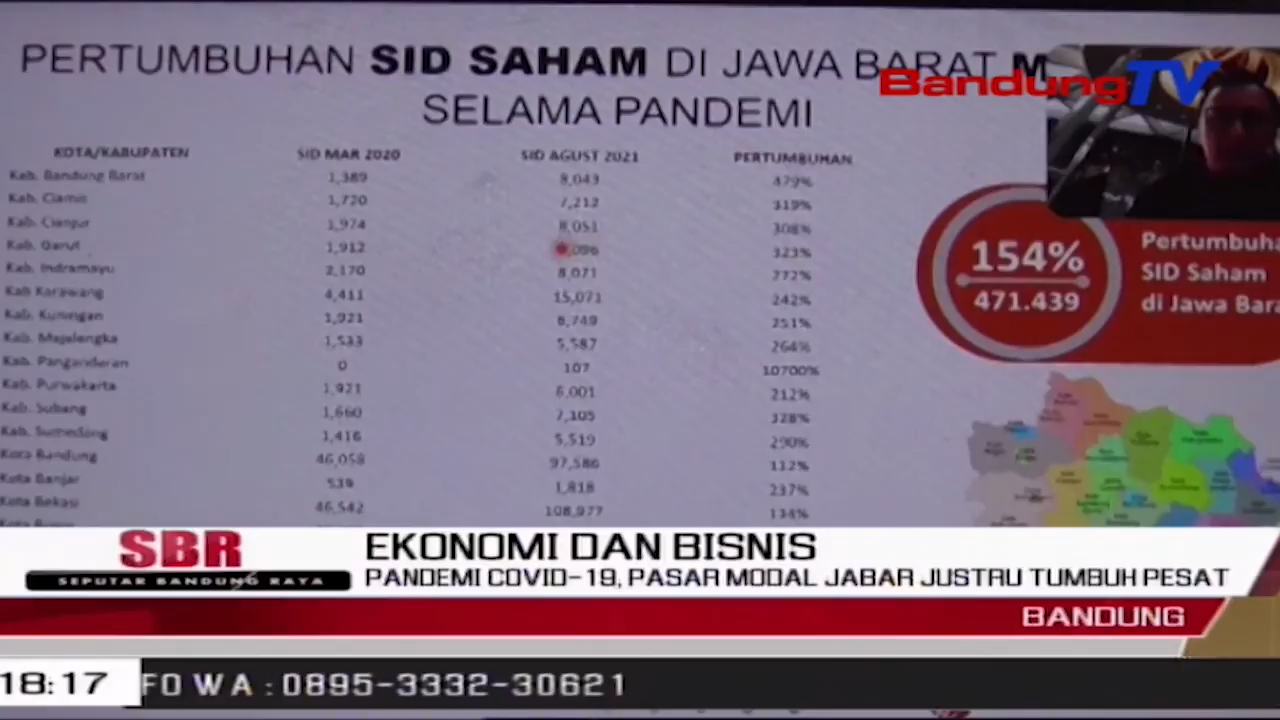 PERTUMBUHAN SID SAHAM DI JAWA BARAT M
SELAMA PANDEMI
BandungTV
KOTA/KABUPATEN SID MAR 2020 SID AGUST 2021 PERTUMBUHAN
Kab. Bandung Barat 1,389 8,043 479%
Kab. Ciamis 1,720 7,212 319%
Kab. Cianjur 1,974 8,051 308%
Kab. Garut 1,912 ,096 323%
Kab. Indramayu 2,170 8,071 272%
Kab Karawang 4,411 15,071 242%
Kab. Kuningan 1,921 6,749 251%
Kab. Majalengka 1,533 5,587 264%
Kab. Pangandaran 0 107 10700%
Kab. Purwakarta 1,921 6,001 212%
Kab. Subang 1,660 7,105 328%
Kab. Sumedang 1,416 5,519 290%
Kota Bandung 46,058 97,586 112%
Kota Banjar 539 1,818 237%
Kota Bekasi 46,542 108,977 134%
154%
471.439
Pertumbuha
SID Saham
di Jawa Bara
SBR
SEPUTAR BANDUNG RAYA
EKONOMI DAN BISNIS
PANDEMI COVID-19, PASAR MODAL JABAR JUSTRU TUMBUH PESAT
BANDUNG
18:17
FO WA : 0895-3332-30621